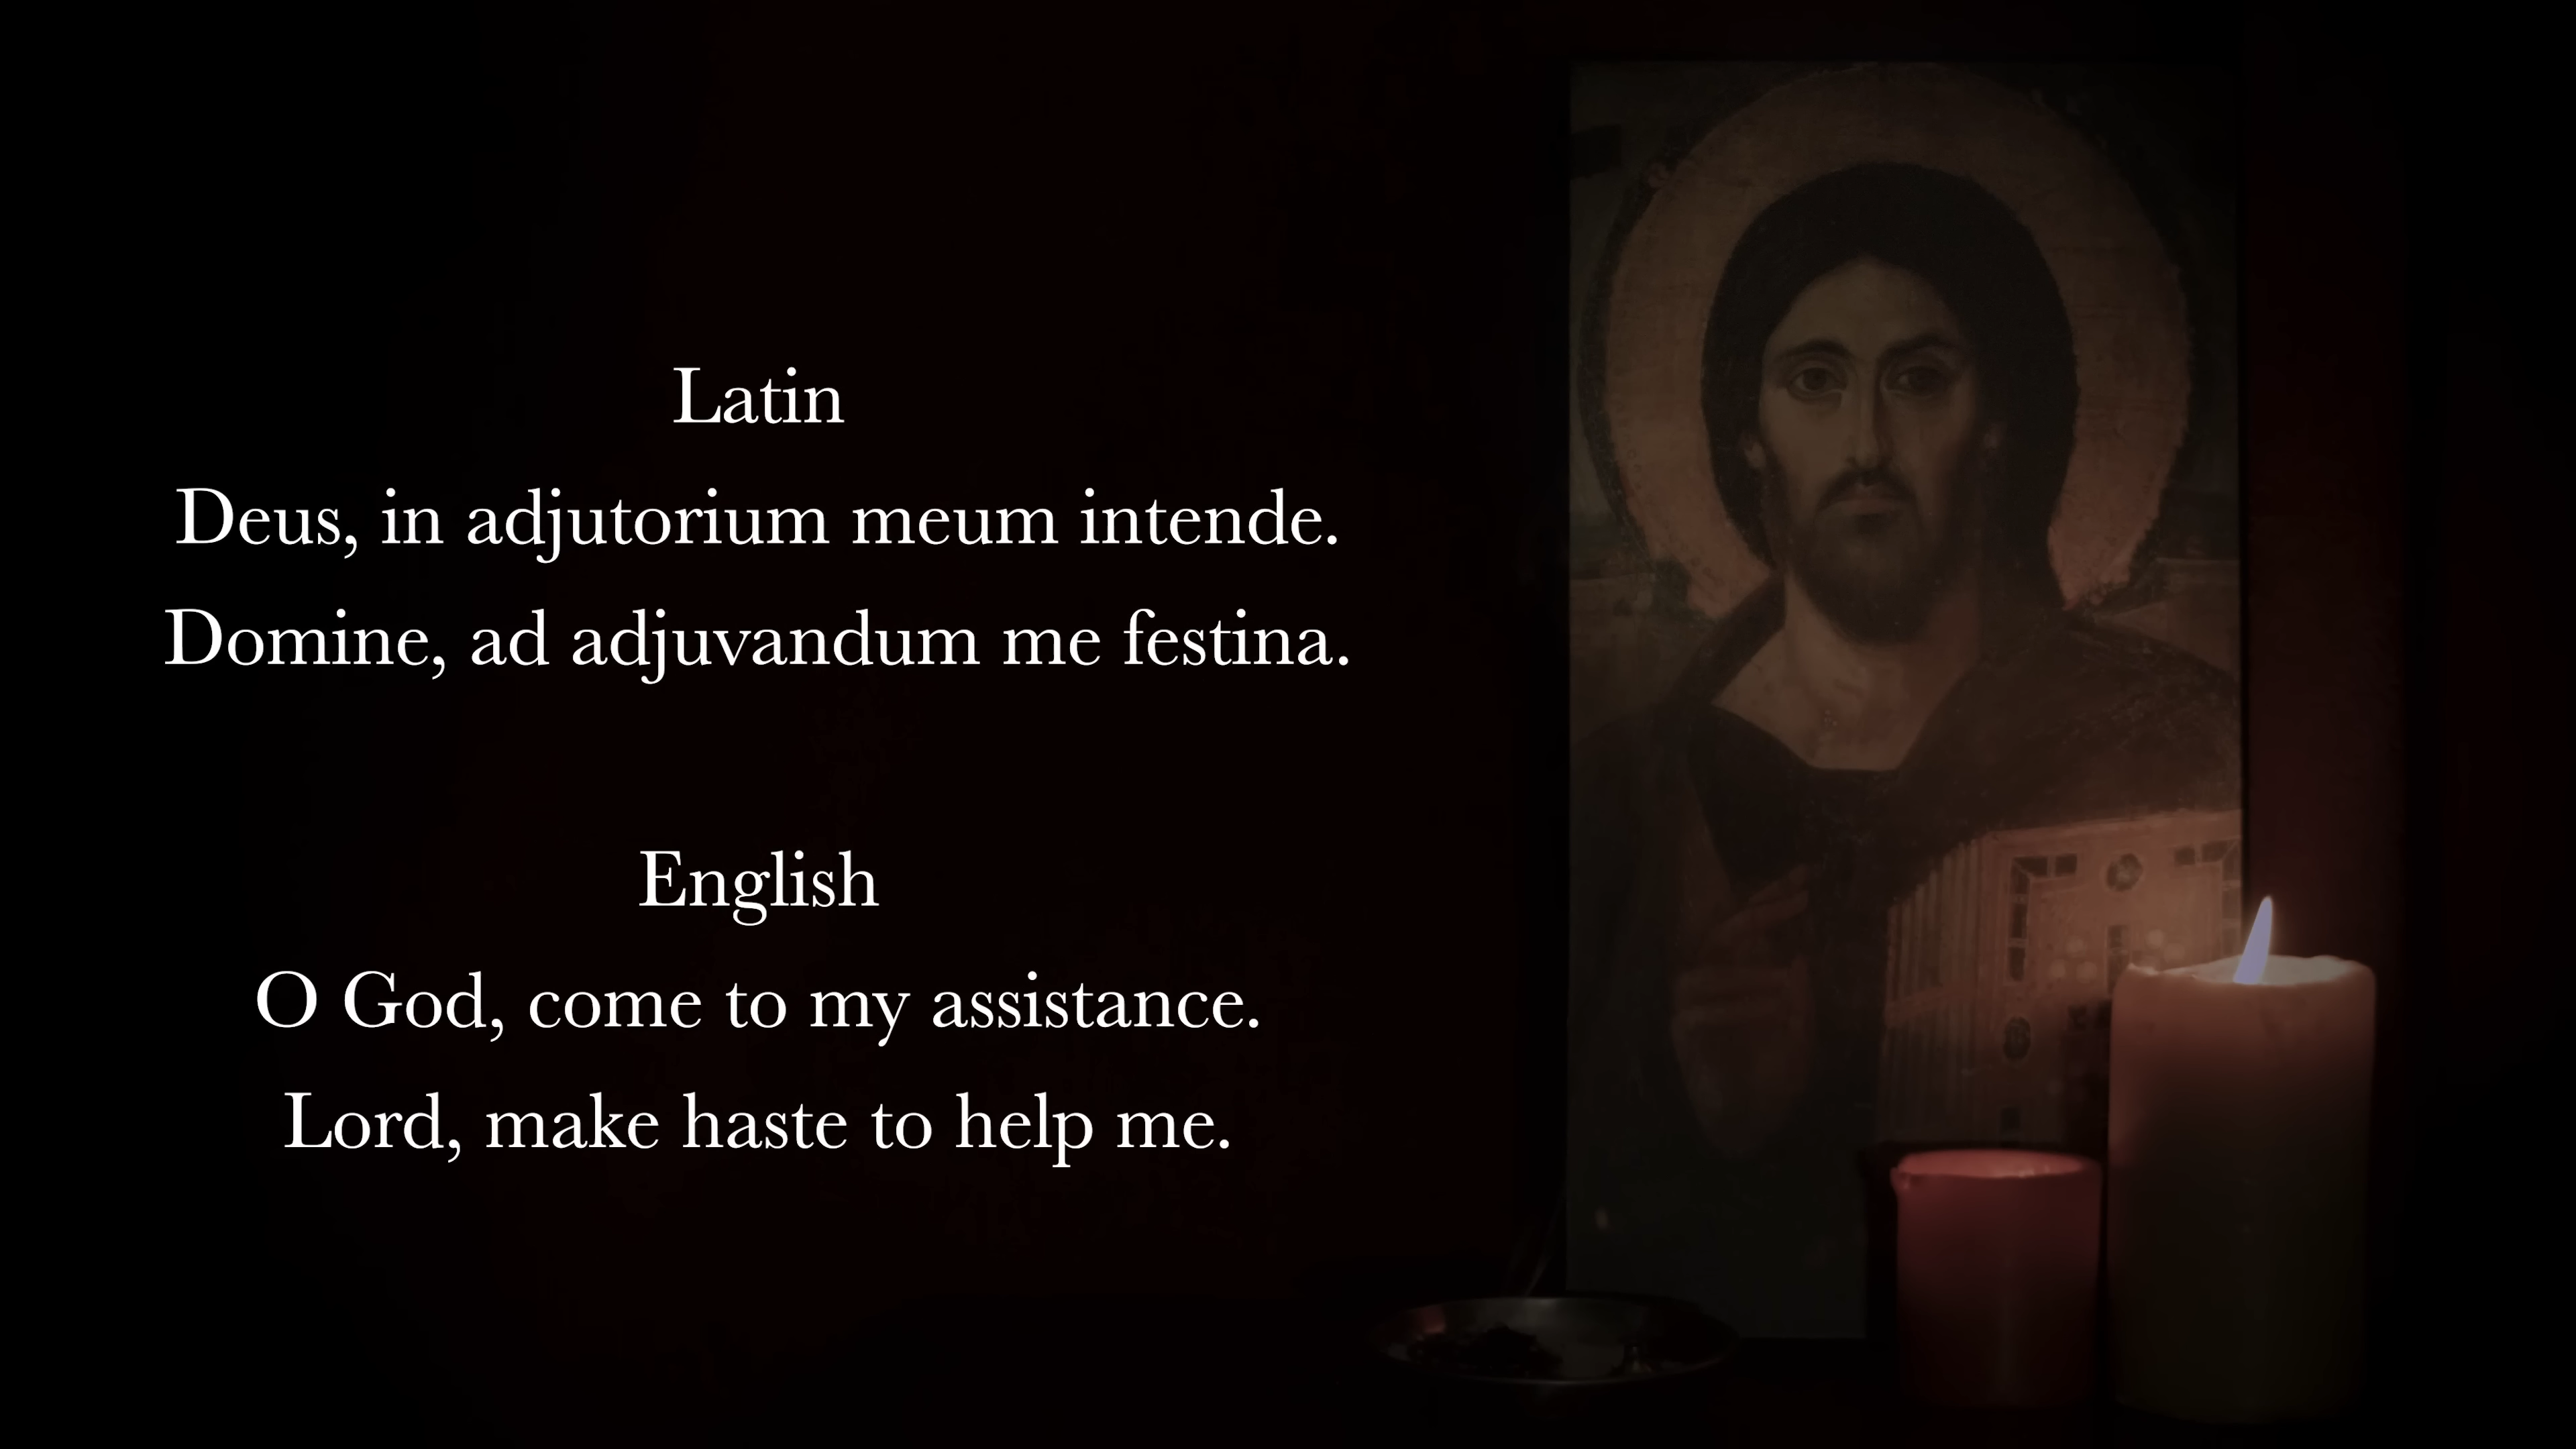 Latin
Deus, in adjutorium meum intende.
Domine, ad adjuvandum me festina.
English
O God, come to my assistance.
Lord, make haste to help me.